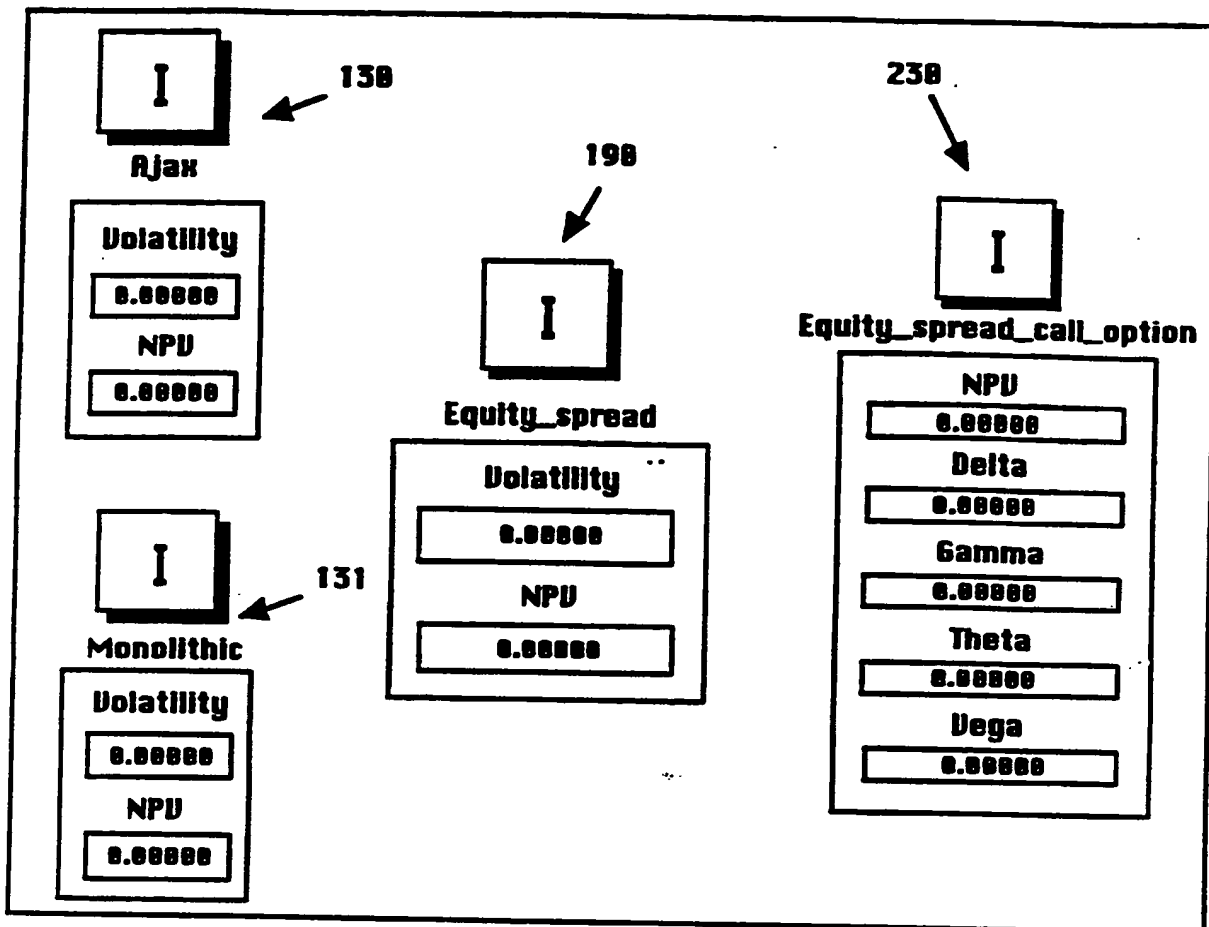 I
130
Ajax
Volatility
0.00000
NPV
0.00000
I
131
Monolithic
Volatility
0.00000
NPV
0.00000
190
I
Equity_spread
Volatility
0.00000
NPV
0.00000
230
I
Equity_spread_call_option
NPV
0.00000
Delta
0.00000
Gamma
0.00000
Theta
0.00000
Vega
0.00000